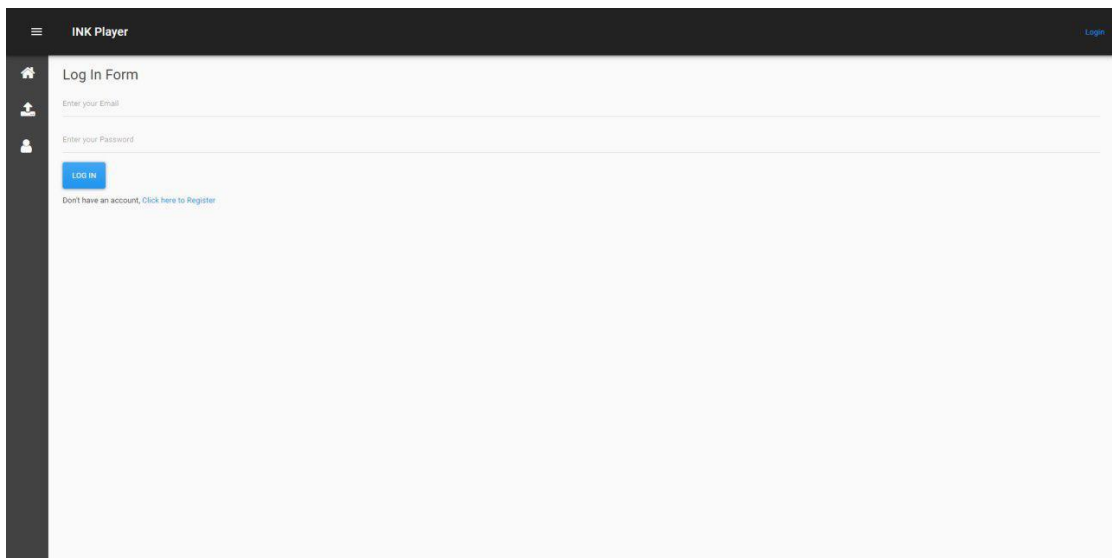 INK Player
Login
Log In Form
Enter your Email
Enter your Password
LOG IN
Don't have an account, Click here to Register